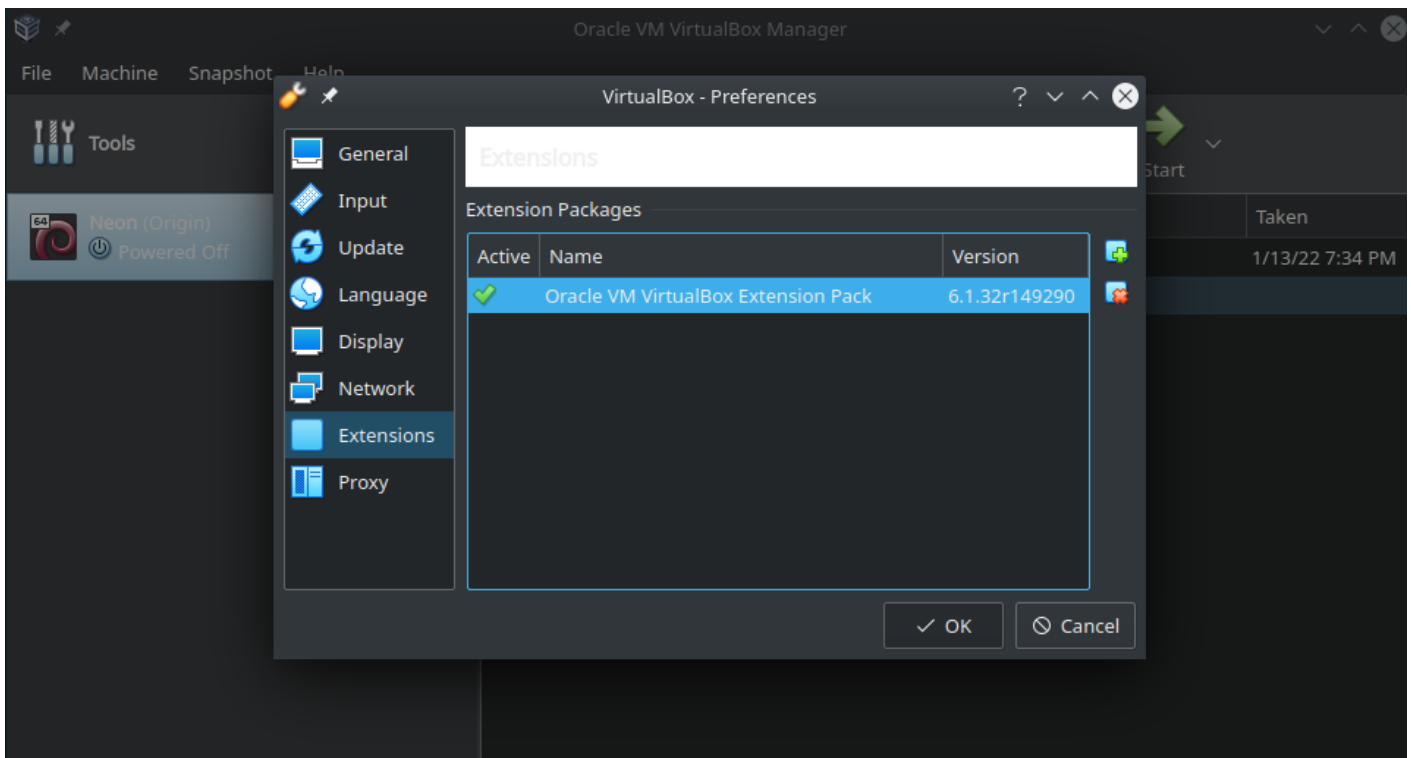 Oracle VM VirtualBox Manager
File Machine Snapshot Help
VirtualBox - Preferences
Tools
Start
General
Input
Update
Language
Display
Network
Extensions
Proxy
Extensions
Extension Packages
Active Name Version
Oracle VM VirtualBox Extension Pack 6.1.32r149290
OK
Cancel
64
Neon (Origin)
Powered Off
Taken
1/13/22 7:34 PM